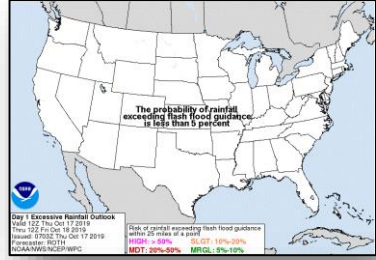 The probability of rainfall
exceeding flash flood guidance
is less than 5 percent
noaa
Day 1 Excessive Rainfall Outlook
Valid 12Z Thu Oct 17 2019
Thru 12Z Fri Oct 18 2019
Issued: 0703Z Thu Oct 17 2019
Forecaster: ROTH
NOAA/NWS/NCEP/WPC
Risk of rainfall exceeding flash flood guidance
within 25 miles of a point
HIGH: > 50% SLGT: 10%-20%
MDT: 20%-50% MRGL: 5%-10%